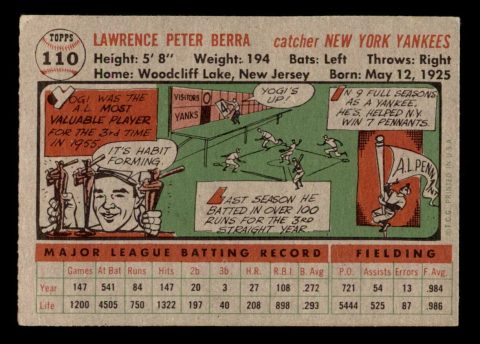 TOPPS
110
LAWRENCE PETER BERRA catcher NEW YORK YANKEES
Height: 5' 8" Weight: 194 Bats: Left Throws: Right
Home: Woodcliff Lake, New Jersey Born: May 12, 1925
YOGI WAS THE
A.L. MOST
VALUABLE PLAYER
FOR THE 3RD TIME
IN 1955.
IT'S HABIT
FORMING.
VISITORS
YANKS
YOGI'S
UP!
LAST SEASON HE
BATTED IN OVER 100
RUNS FOR THE 3RD
STRAIGHT YEAR.
IN 9 FULL SEASONS
AS A YANKEE,
HE'S HELPED N.Y.
WIN 7 PENNANTS.
A.L. PENN
©T.C.G. PRINTED IN U.S.A.
MAJOR LEAGUE BATTING RECORD FIELDING
Games At Bat Runs Hits 2b 3b H.R. R.B.I. B. Avg. P.O. Assists Errors F. Avg.
Year 147 541 84 147 20 3 27 108 .272 721 54 13 .984
Life 1200 4505 750 1322 197 40 208 898 .293 5444 525 87 .986